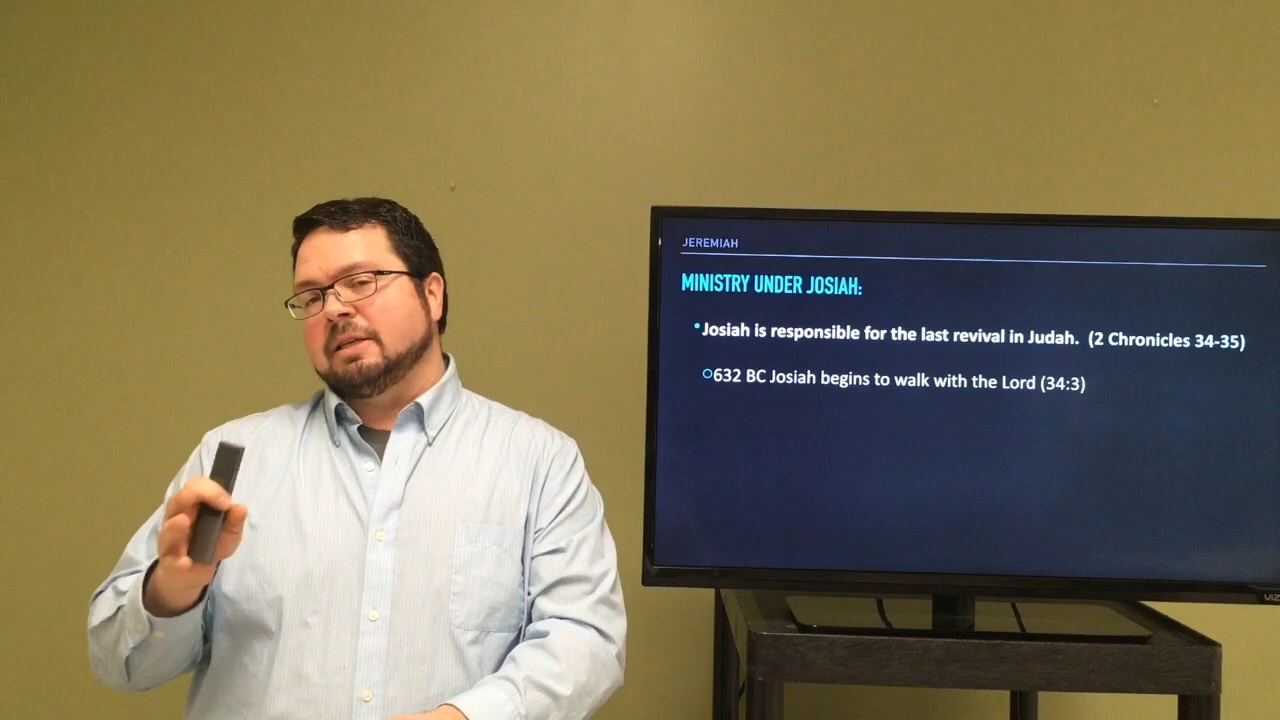 JEREMIAH
MINISTRY UNDER JOSIAH:
•Josiah is responsible for the last revival in Judah. (2 Chronicles 34-35)
○632 BC Josiah begins to walk with the Lord (34:3)
VIZ